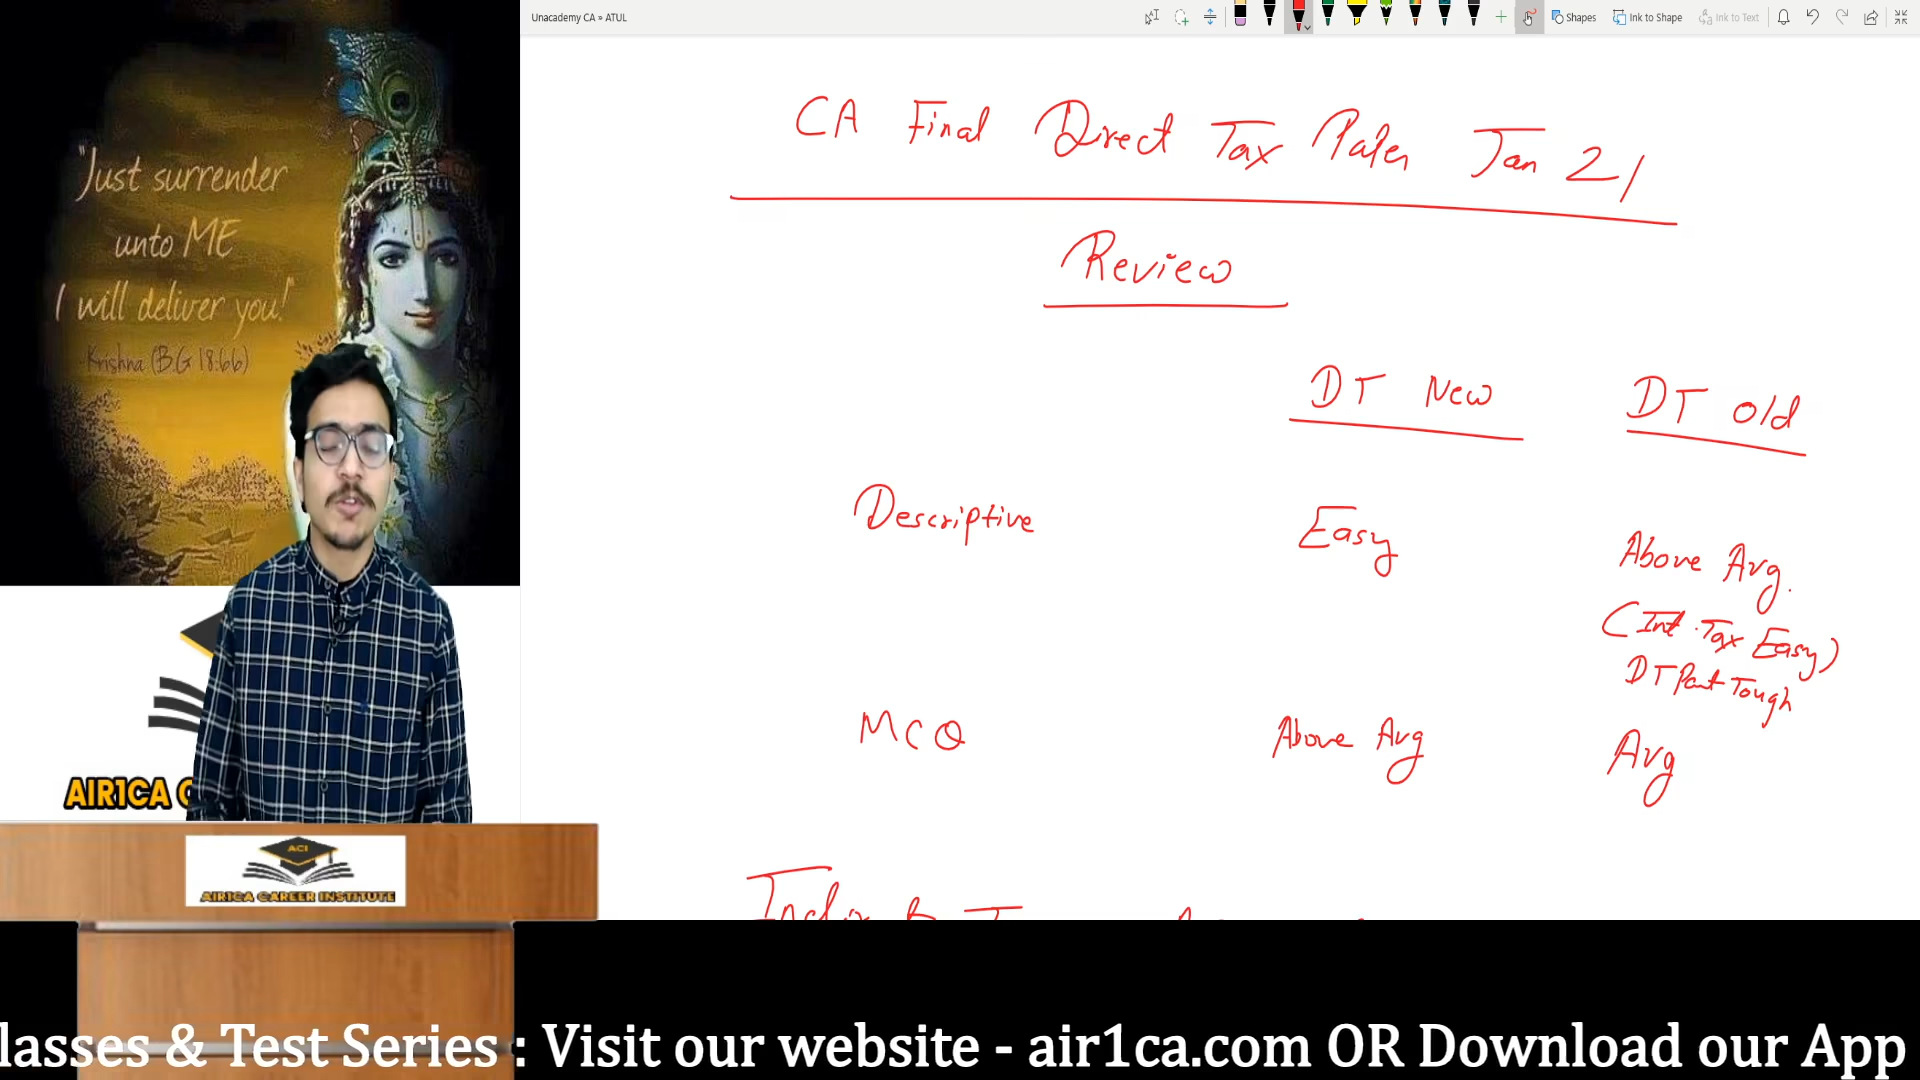 Unacademy CA » ATUL
Shapes
Ink to Shape
Ink to Text
"Just surrender
unto ME
I will deliver you!"
- Krishna (B.G 18:66)
CA Final Direct Tax Paper Jan 21
Review
DT New
DT Old
Descriptive
Easy
Above Avg.
(Int. Tax Easy)
DT Part Tough
MCQ
Above Avg
Avg
AIR1CA C
ACI
AIR1CA CAREER INSTITUTE
lasses & Test Series : Visit our website - air1ca.com OR Download our App